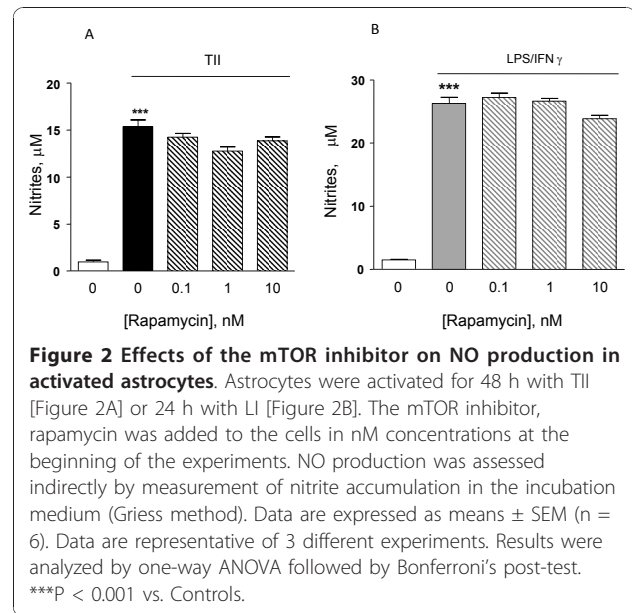 A
TII
20
***
15
10
5
0
Nitrites, μM
0 0 0.1 1 10
[Rapamycin], nM
B
LPS/IFN γ
30
***
20
10
0
Nitrites, μM
0 0 0.1 1 10
[Rapamycin], nM
Figure 2 Effects of the mTOR inhibitor on NO production in
activated astrocytes. Astrocytes were activated for 48 h with TII
[Figure 2A] or 24 h with LI [Figure 2B]. The mTOR inhibitor,
rapamycin was added to the cells in nM concentrations at the
beginning of the experiments. NO production was assessed
indirectly by measurement of nitrite accumulation in the incubation
medium (Griess method). Data are expressed as means ± SEM (n =
6). Data are representative of 3 different experiments. Results were
analyzed by one-way ANOVA followed by Bonferroni's post-test.
***P < 0.001 vs. Controls.